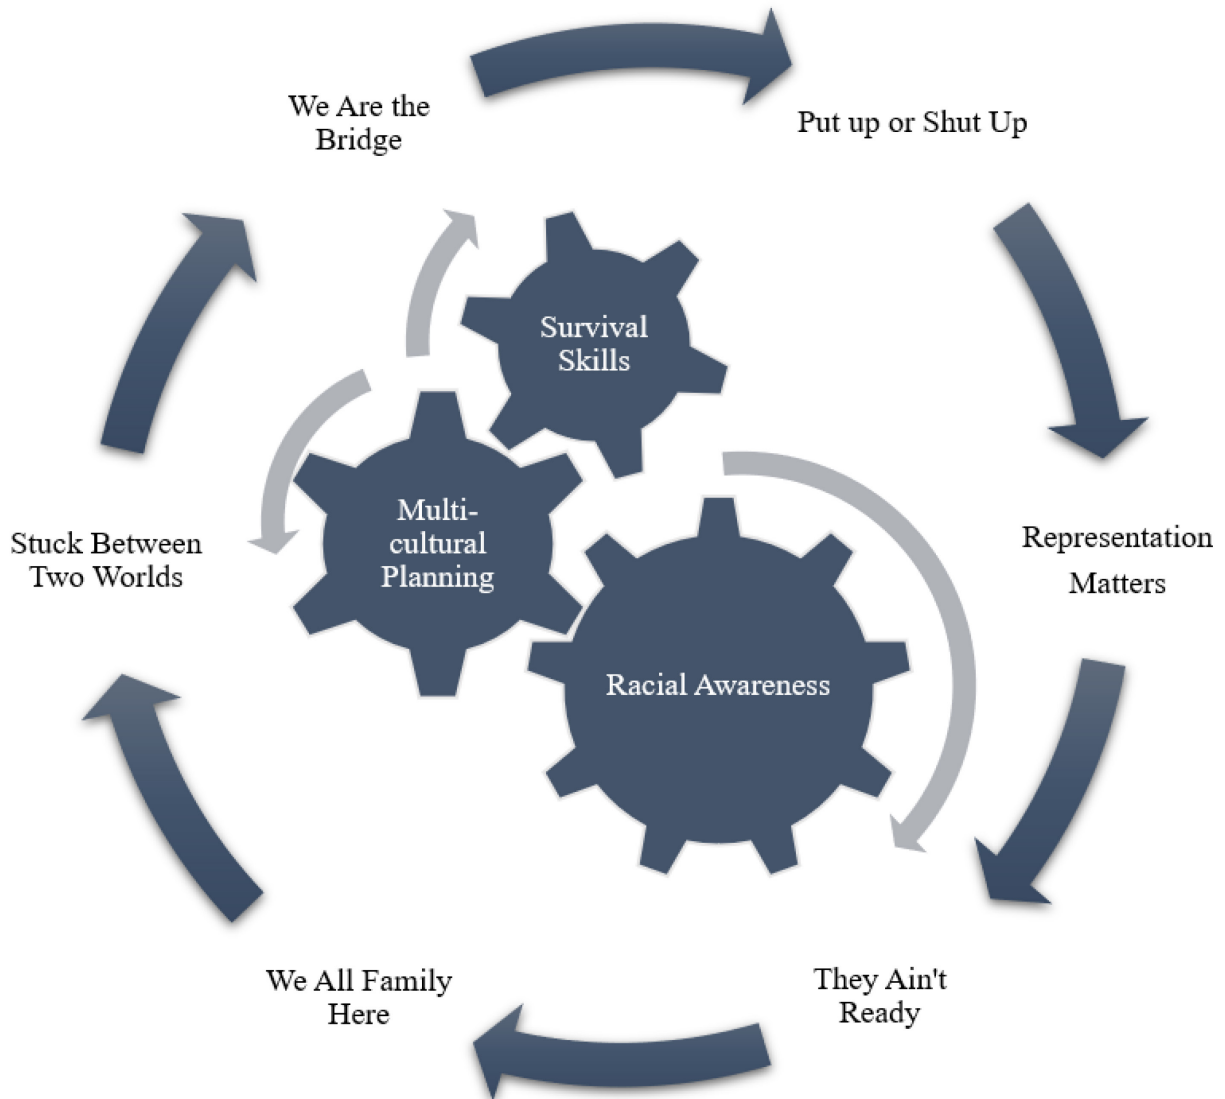 We Are the
Bridge
Put up or Shut Up
Survival
Skills
Multi-
cultural
Planning
Stuck Between
Two Worlds
Representation
Matters
Racial Awareness
We All Family
Here
They Ain't
Ready